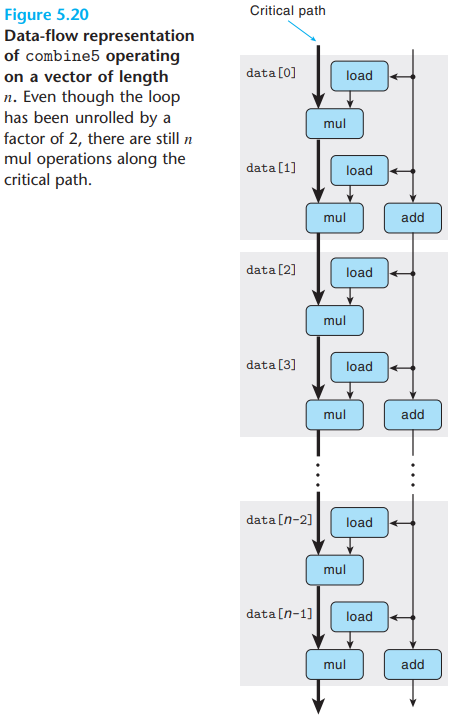 Figure 5.20
Data-flow representation
of combine5 operating
on a vector of length
n. Even though the loop
has been unrolled by a
factor of 2, there are still n
mul operations along the
critical path.
Critical path
data[0]
load
mul
data[1]
load
mul
add
data[2]
load
mul
data[3]
load
mul
add
data[n-2]
load
mul
data[n-1]
load
mul
add